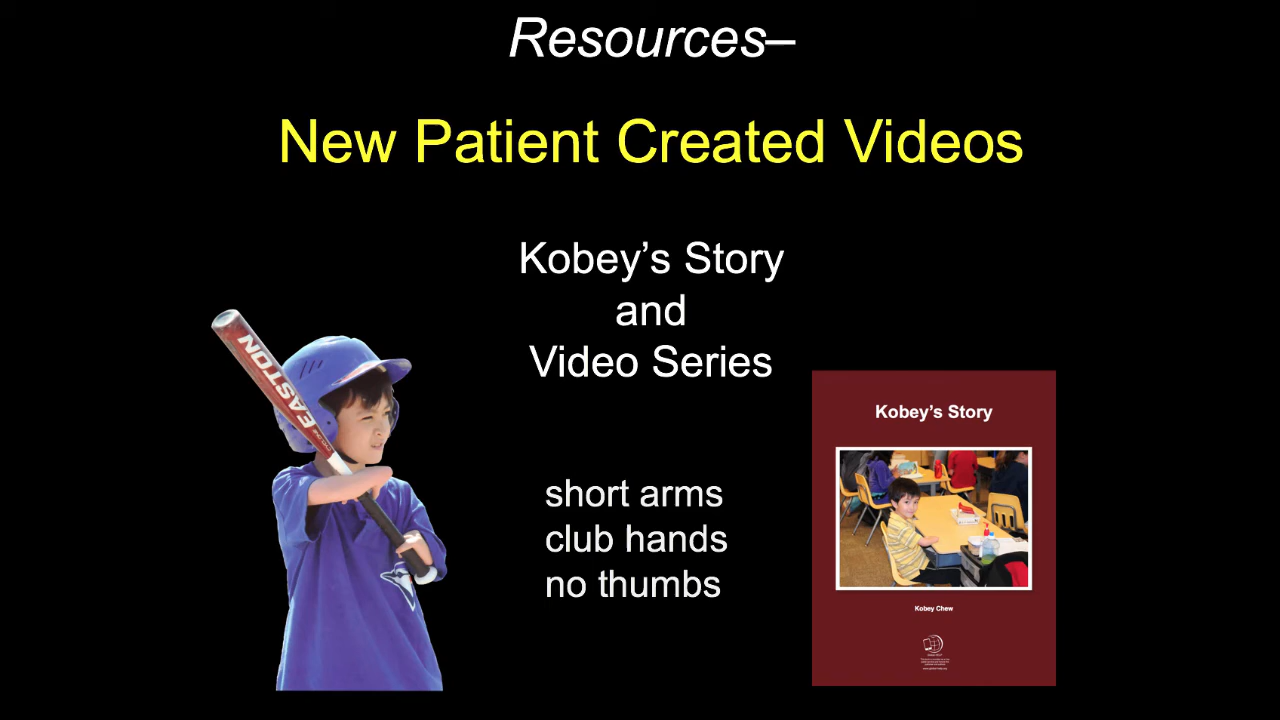 Resources–
New Patient Created Videos
Kobey’s Story
and
Video Series
EASTON
short arms
club hands
no thumbs
Kobey’s Story
Kobey Chew